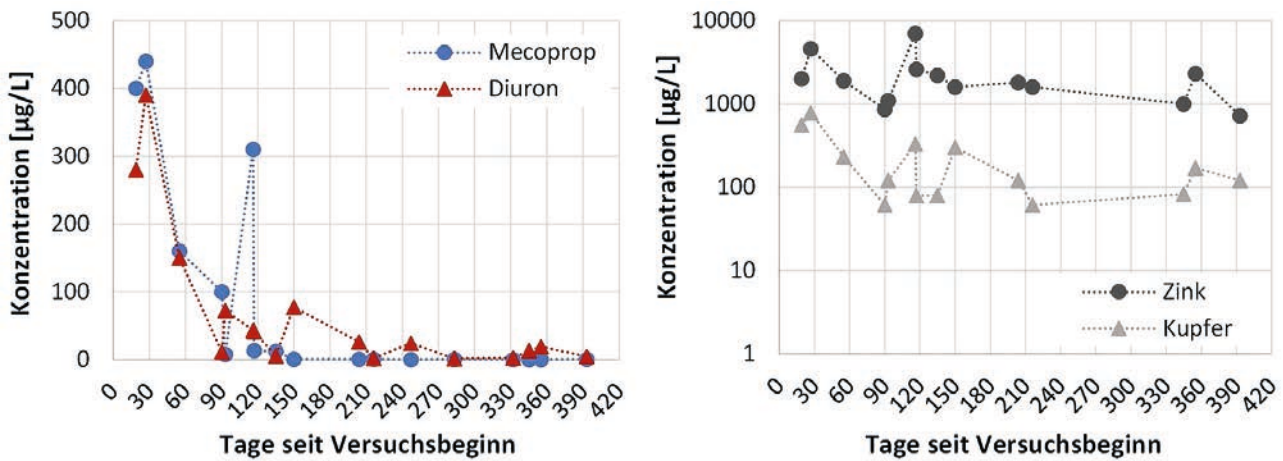 500
400
300
200
100
0
Konzentration [µg/L]
Mecoprop
Diuron
0 30 60 90 120 150 180 210 240 270 300 330 360 390 420
Tage seit Versuchsbeginn
10000
1000
100
10
1
Konzentration [µg/L]
Zink
Kupfer
0 30 60 90 120 150 180 210 240 270 300 330 360 390 420
Tage seit Versuchsbeginn